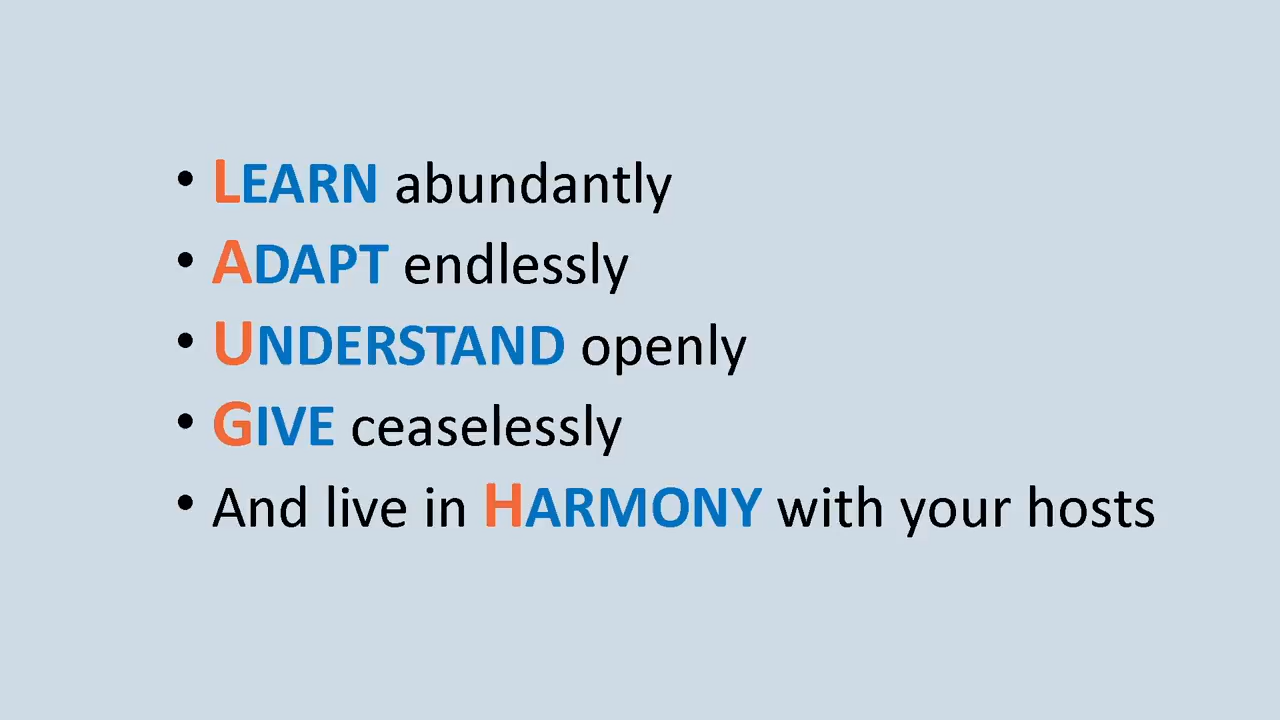 • LEARN abundantly
• ADAPT endlessly
• UNDERSTAND openly
• GIVE ceaselessly
• And live in HARMONY with your hosts